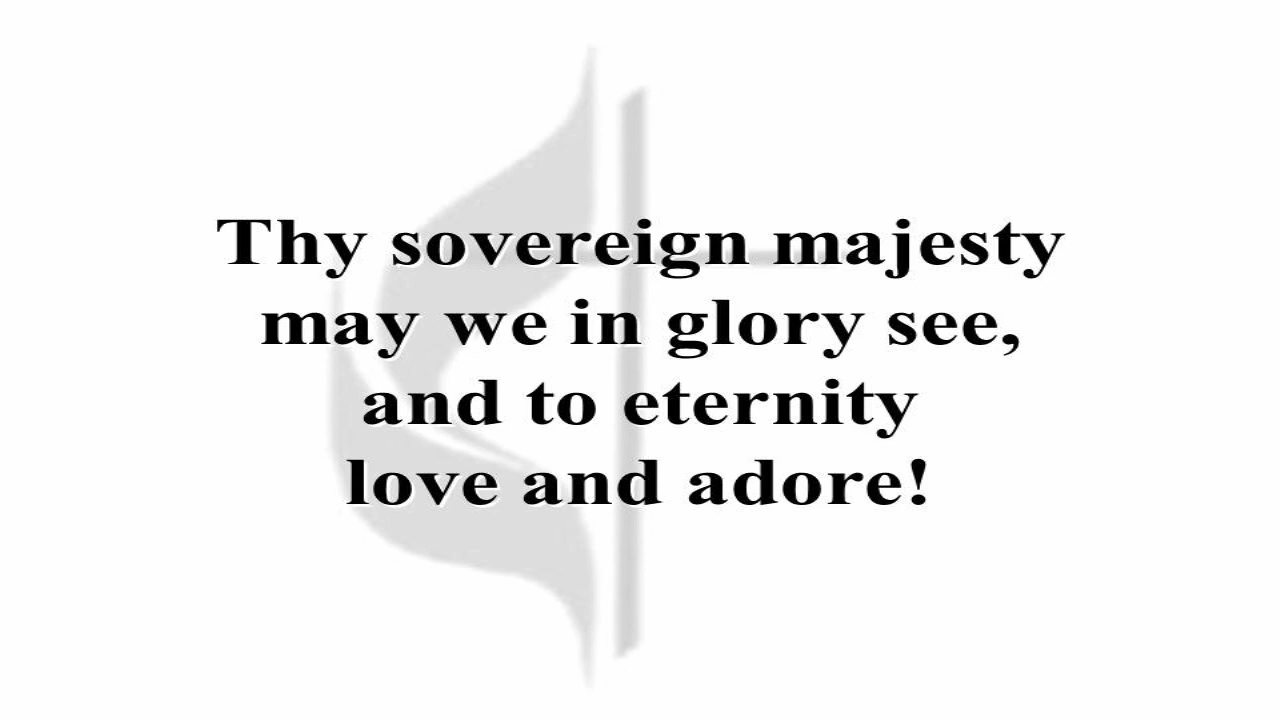 Thy sovereign majesty
may we in glory see,
and to eternity
love and adore!